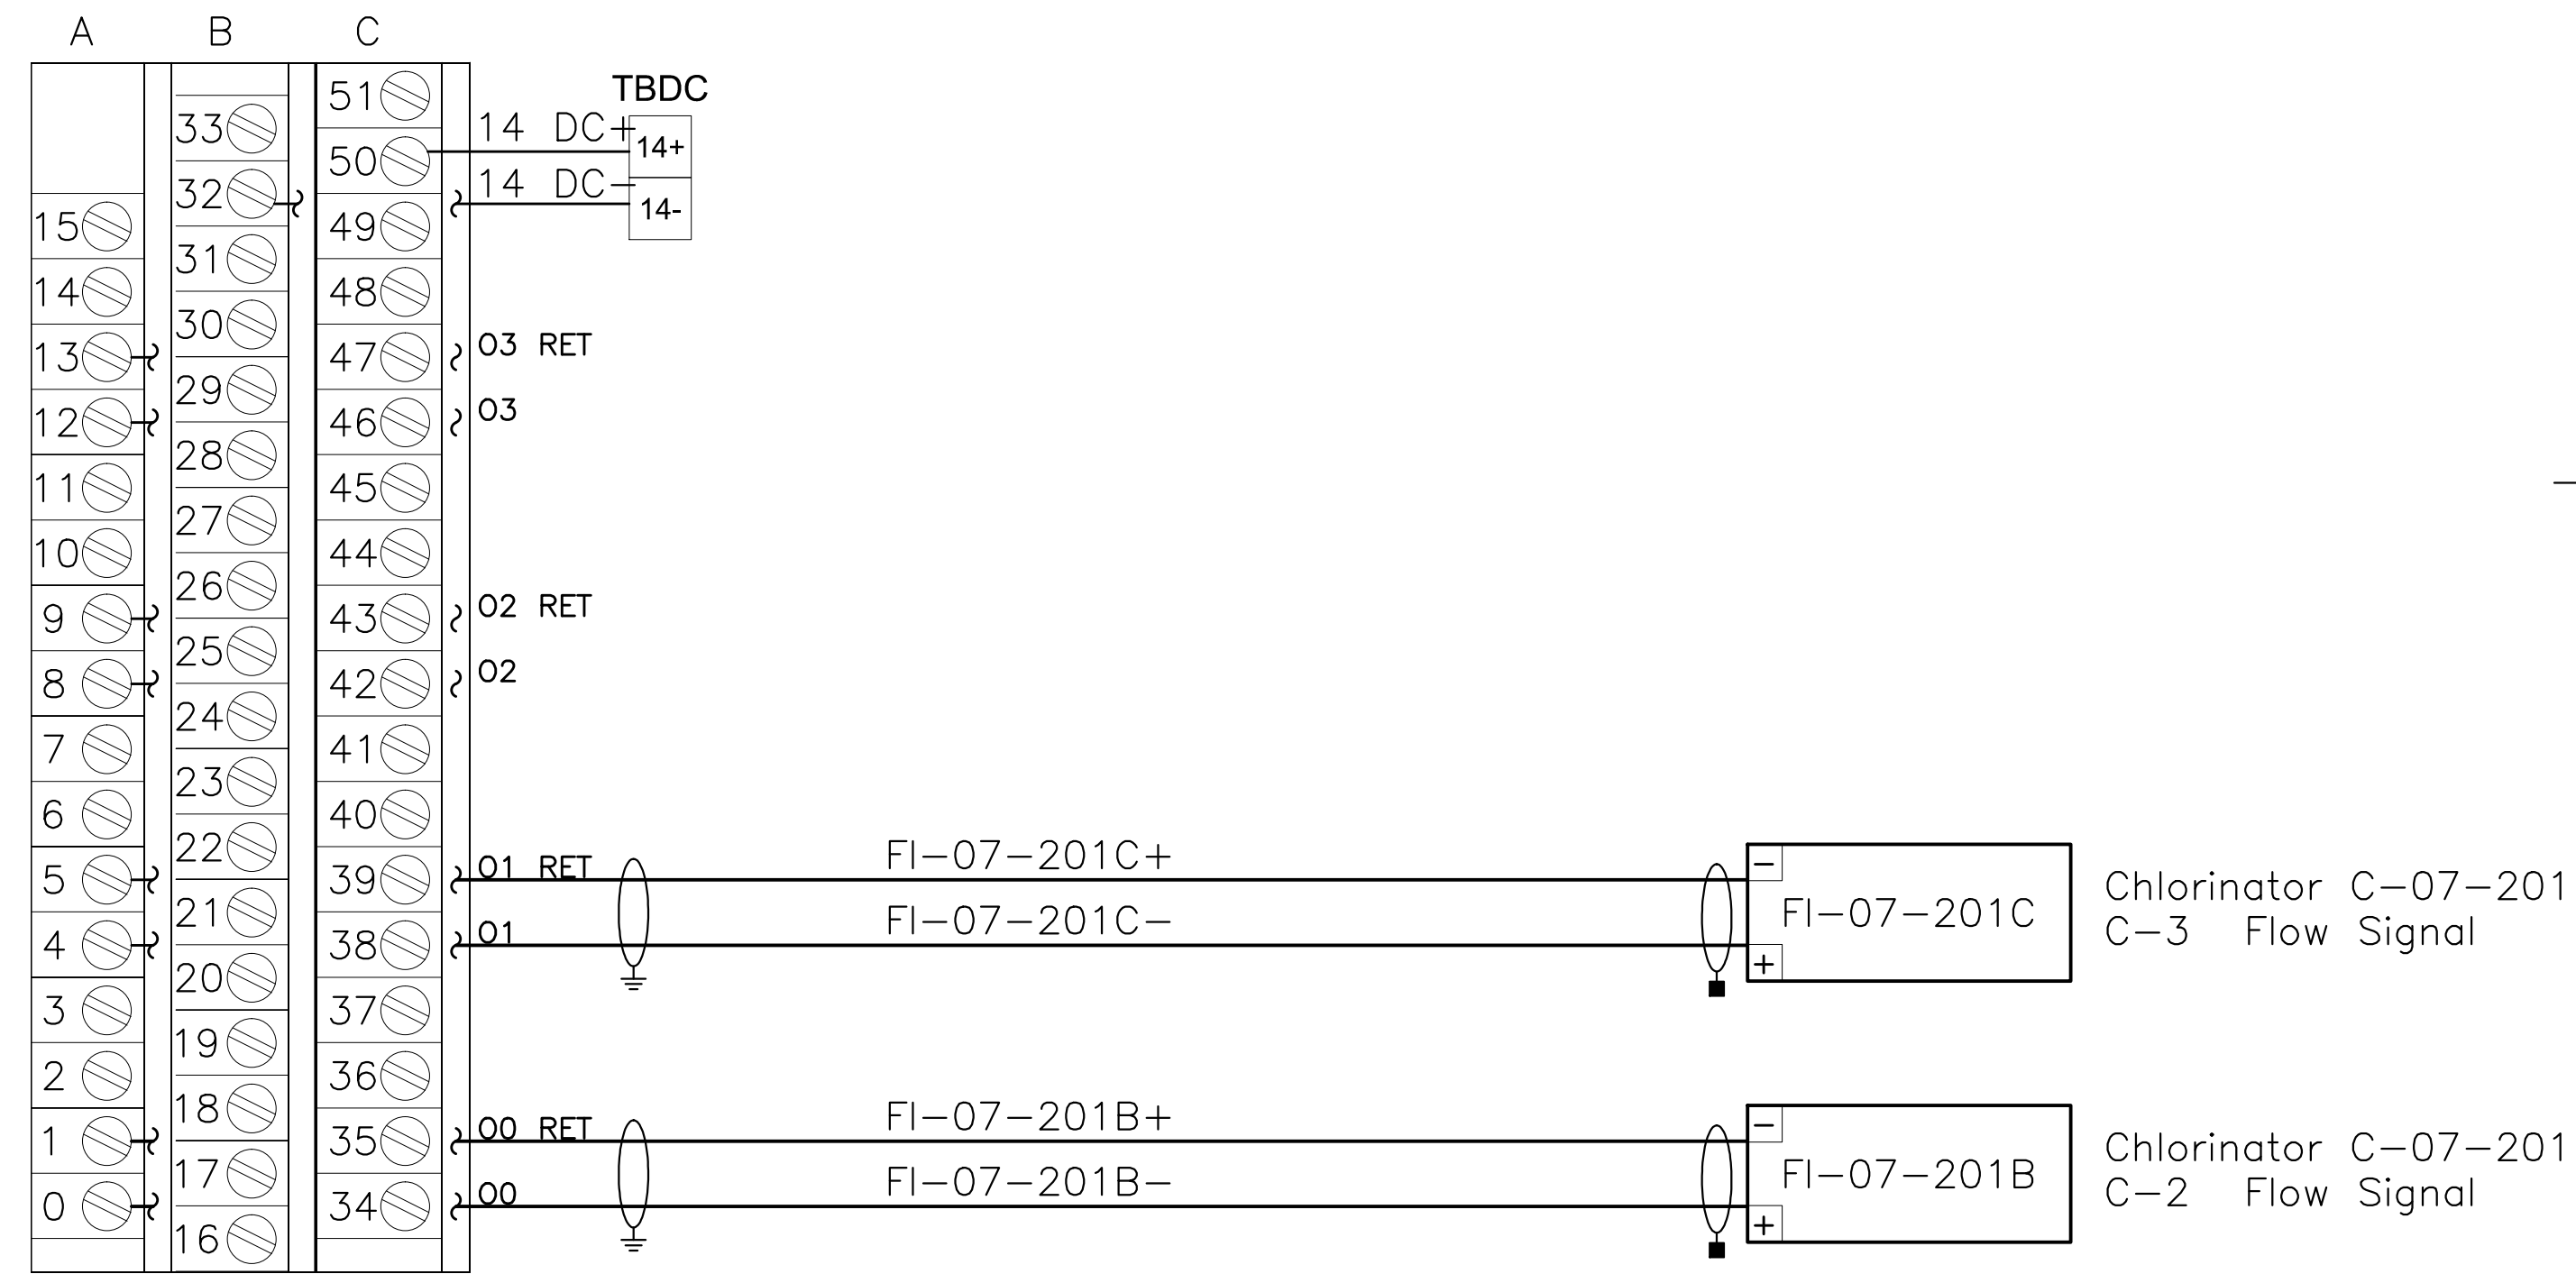 A B C
51
TBDC
33
14 DC+
14+
50
32
14 DC-
14-
15
49
31
14
48
30
13
47
O3 RET
29
12
46
O3
28
11
45
27
10
44
26
9
43
O2 RET
25
8
42
O2
24
7
41
23
6
40
22
5
39
O1 RET
FI-07-201C+
-
FI-07-201C
Chlorinator C-07-201
C-3 Flow Signal
21
4
38
O1
FI-07-201C-
+
20
3
37
19
2
36
18
1
35
O0 RET
FI-07-201B+
-
FI-07-201B
Chlorinator C-07-201
C-2 Flow Signal
17
0
34
O0
FI-07-201B-
+
16